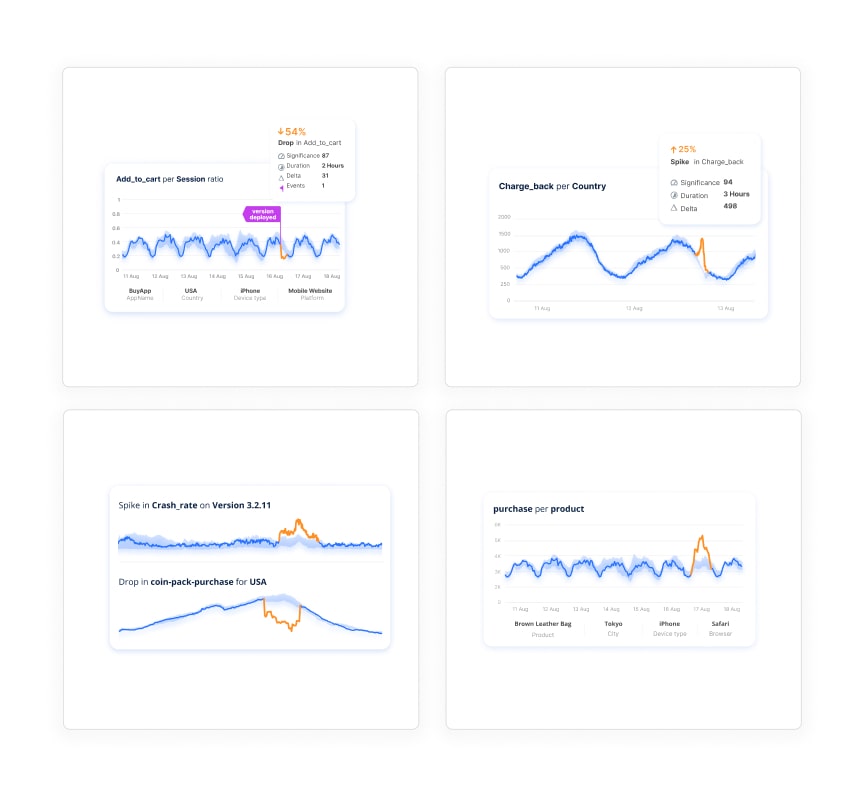 ↓54%
Drop in Add_to_cart
Significance 87
Duration 2 Hours
Delta 31
Events 1
Add_to_cart per Session ratio
version
deployed
1
0.8
0.6
0.4
0.2
0
11 Aug 12 Aug 13 Aug 14 Aug 15 Aug 16 Aug 17 Aug 18 Aug
BuyApp USA iPhone Mobile Website
AppName Country Device type Platform
↑25%
Spike in Charge_back
Significance 94
Duration 3 Hours
Delta 498
Charge_back per Country
2000
1500
1000
500
250
0
11 Aug 12 Aug 13 Aug
Spike in Crash_rate on Version 3.2.11
Drop in coin-pack-purchase for USA
purchase per product
6K
5K
4K
3K
2K
0
11 Aug 12 Aug 13 Aug 14 Aug 15 Aug 16 Aug 17 Aug 18 Aug
Brown Leather Bag Tokyo iPhone Safari
Product City Device type Browser